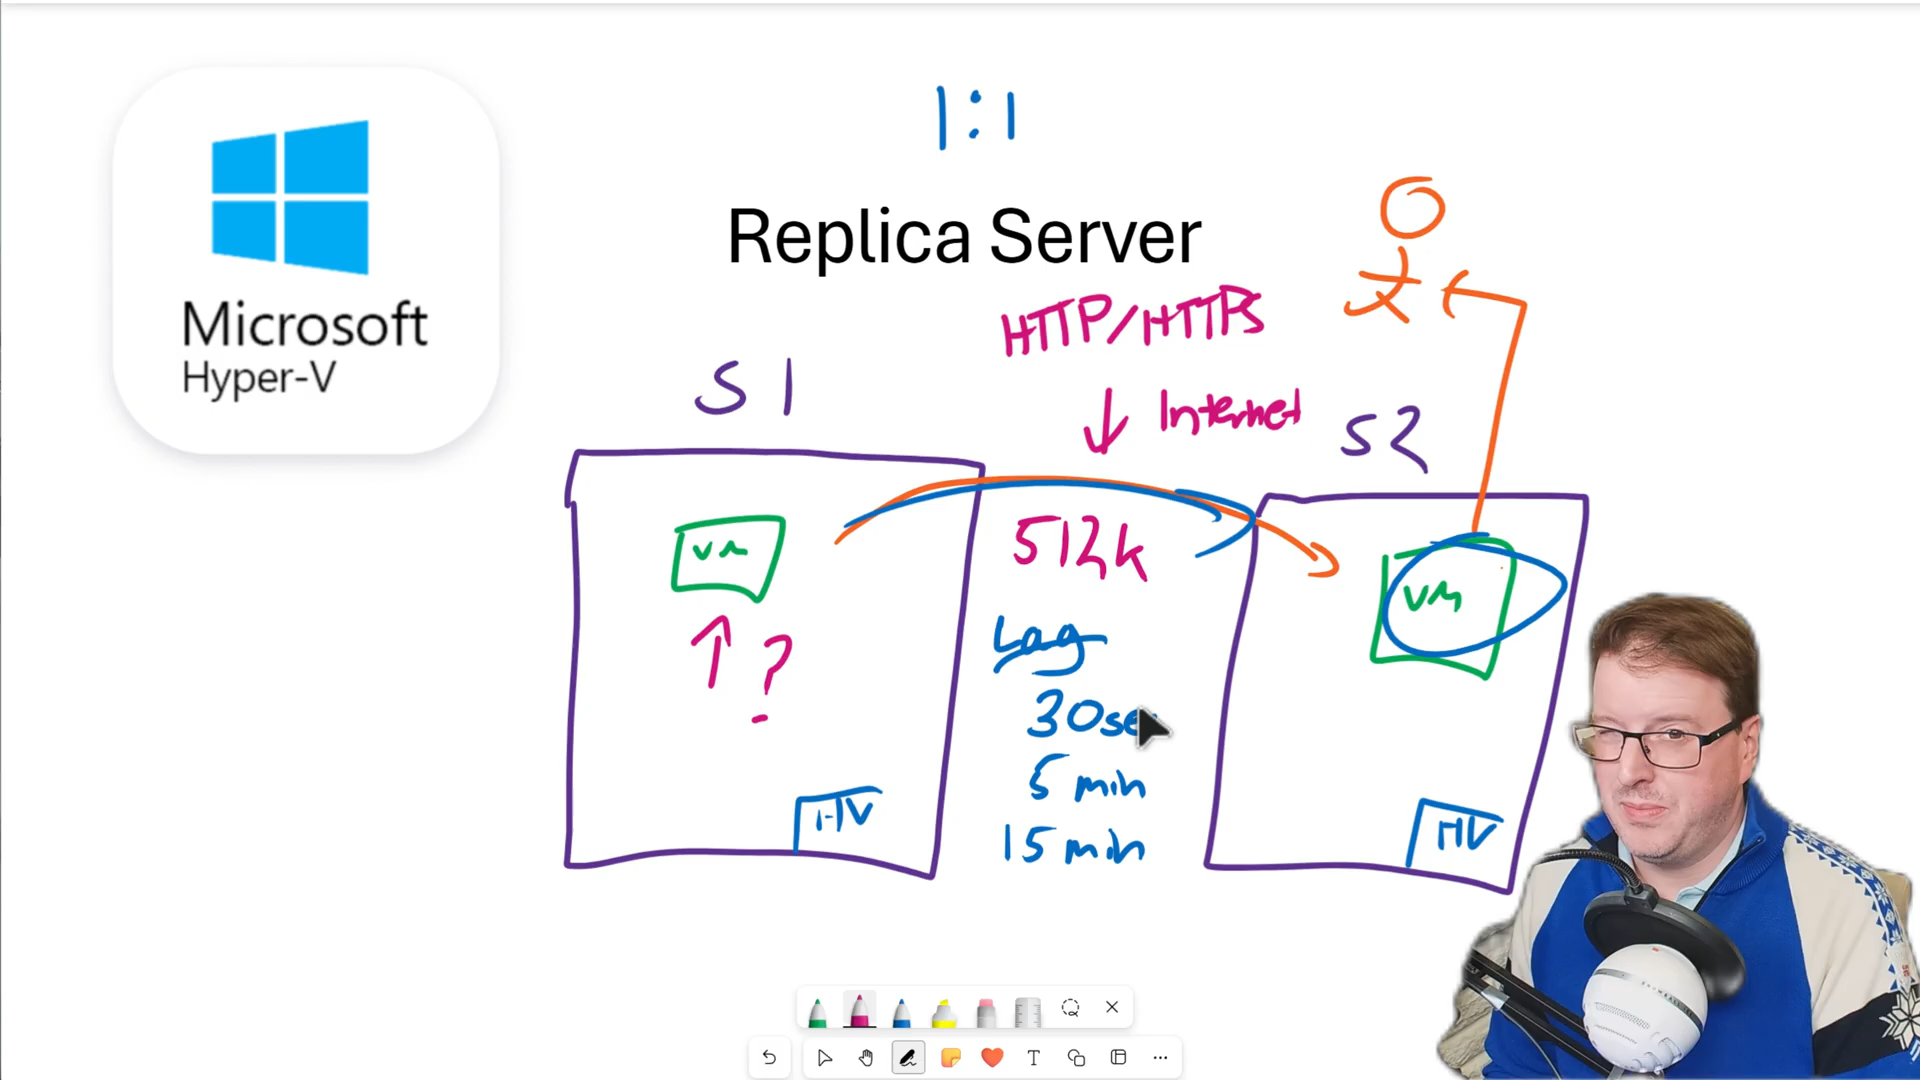 1:1
Microsoft
Hyper-V
Replica Server
HTTP/HTTPS
Internet
S1
S2
VM
512k
VM
?
Lag
30sec
5 min
15 min
HV
HV
T